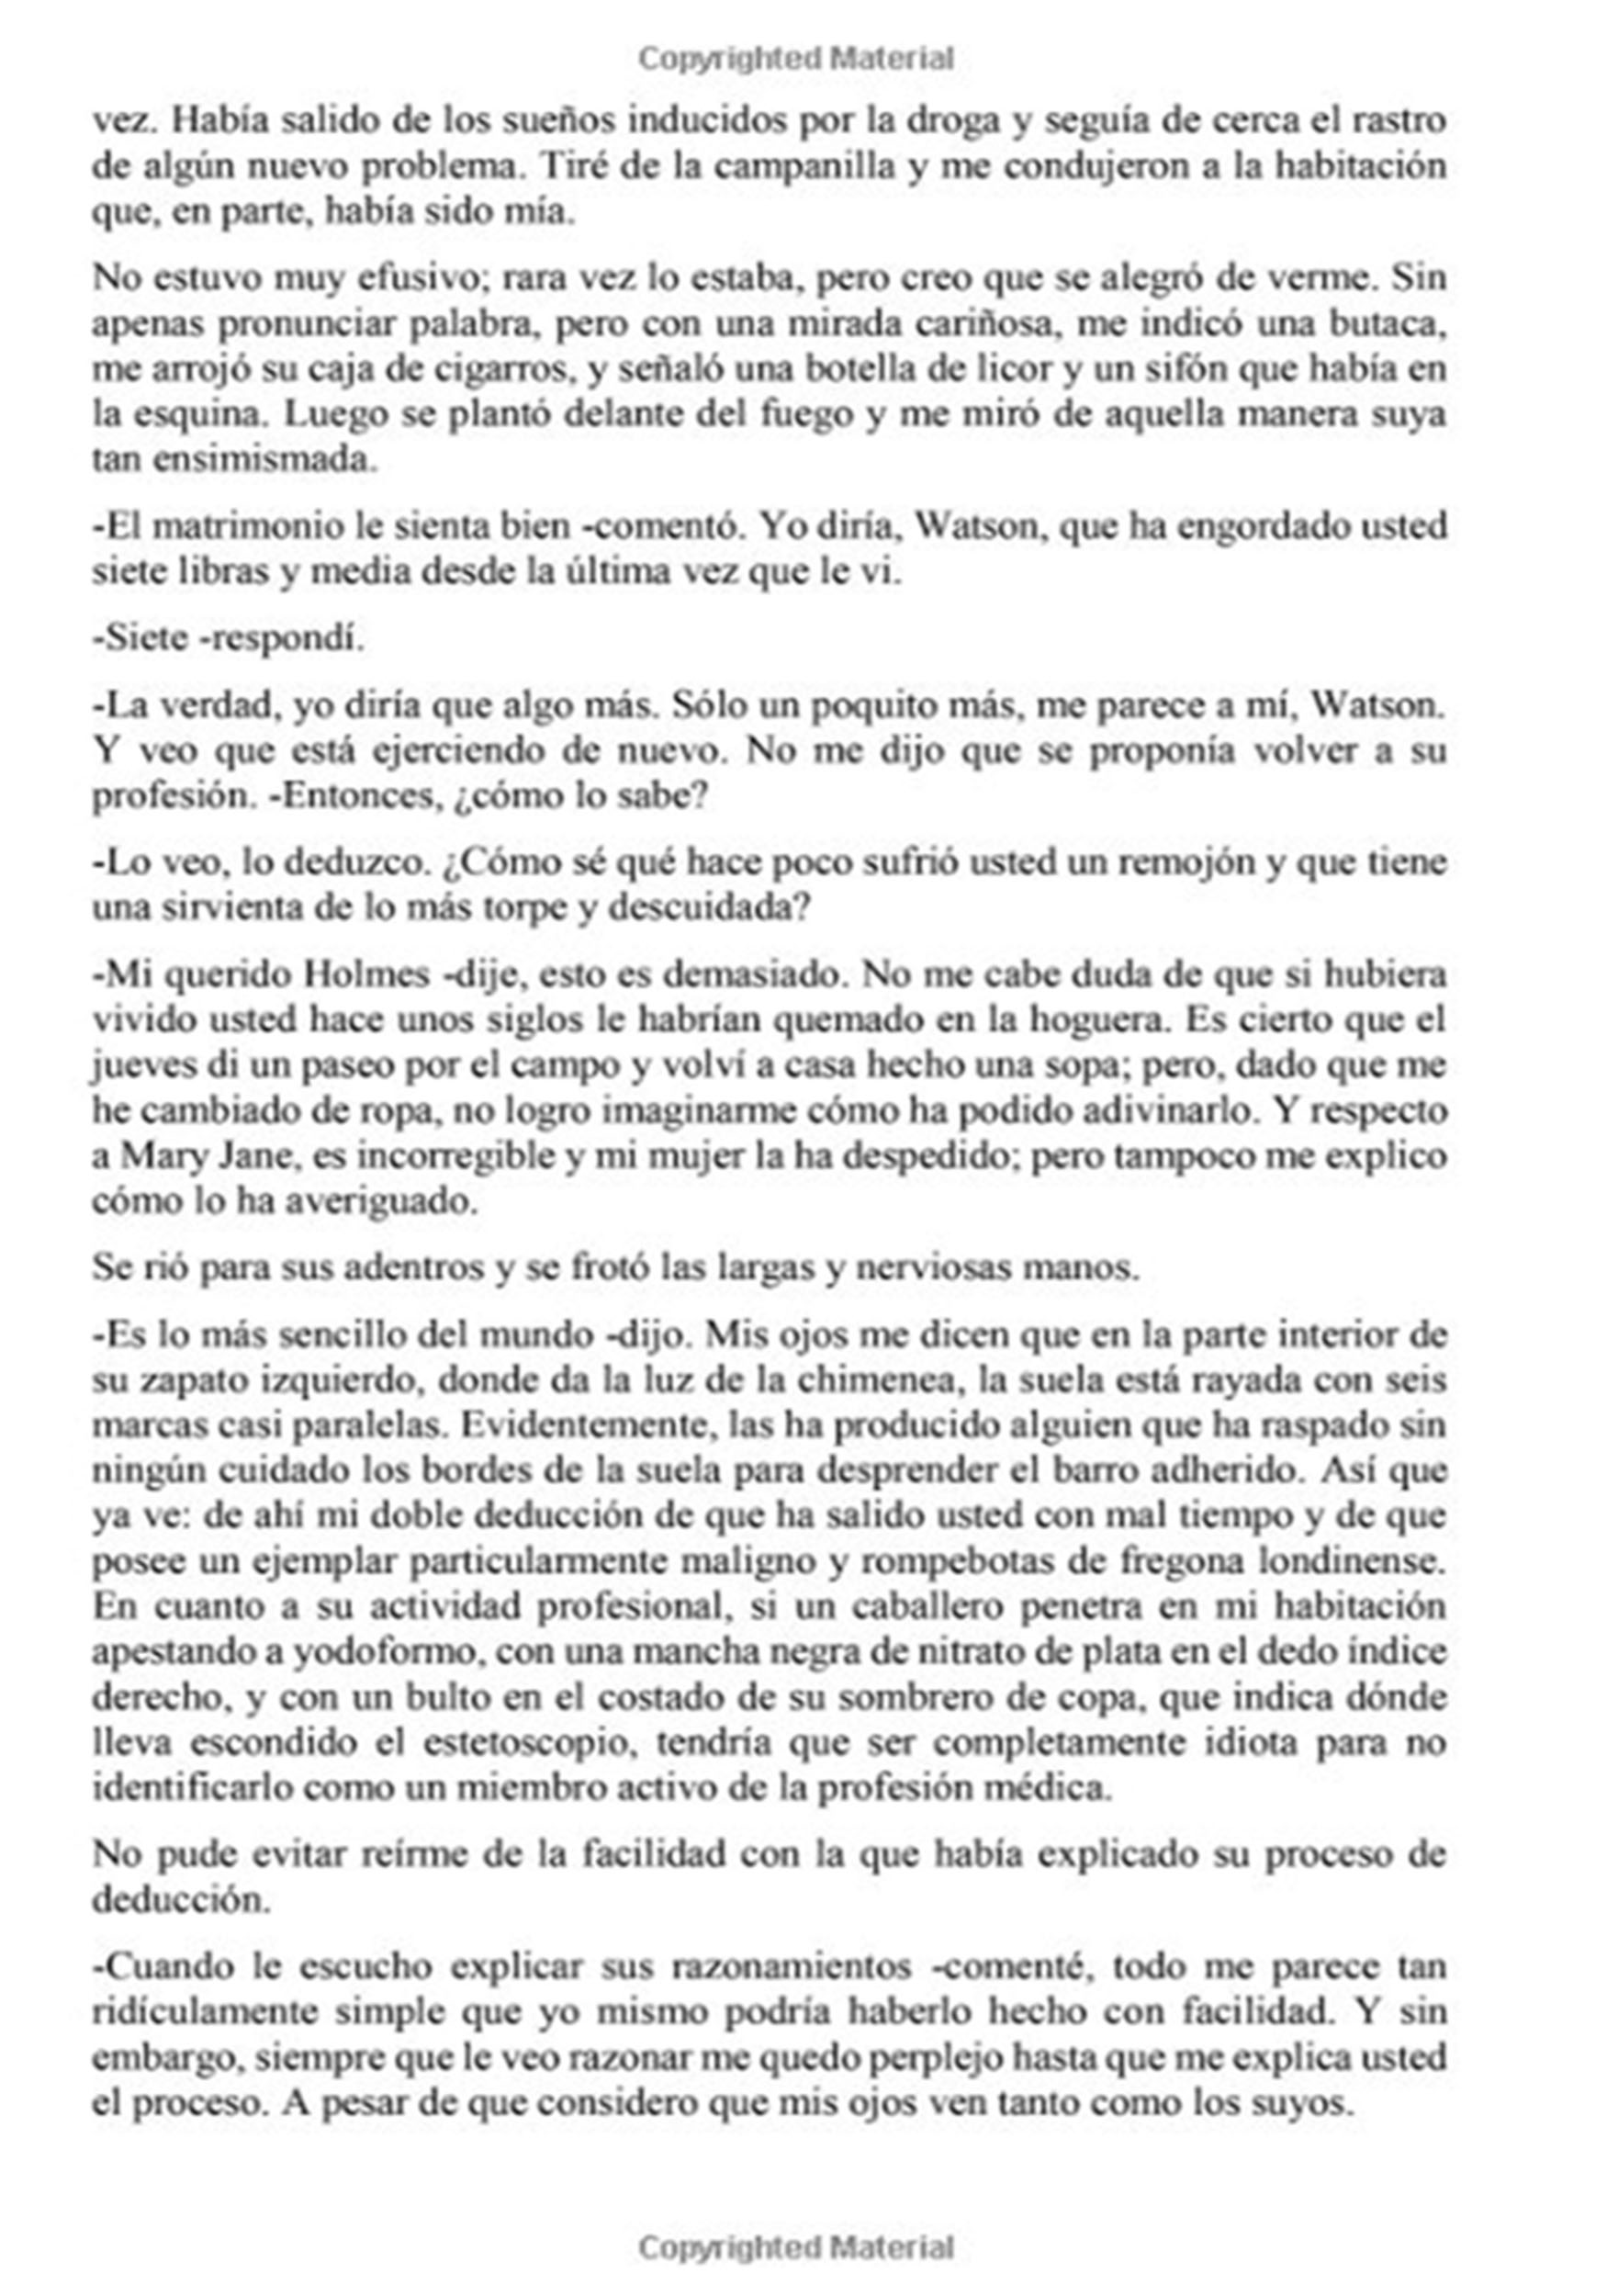 Copyrighted Material
vez. Había salido de los sueños inducidos por la droga y seguía de cerca el rastro
de algún nuevo problema. Tiré de la campanilla y me condujeron a la habitación
que, en parte, había sido mía.
No estuvo muy efusivo; rara vez lo estaba, pero creo que se alegró de verme. Sin
apenas pronunciar palabra, pero con una mirada cariñosa, me indicó una butaca,
me arrojó su caja de cigarros, y señaló una botella de licor y un sifón que había en
la esquina. Luego se plantó delante del fuego y me miró de aquella manera suya
tan ensimismada.
-El matrimonio le sienta bien -comentó. Yo diría, Watson, que ha engordado usted
siete libras y media desde la última vez que le vi.
-Siete -respondí.
-La verdad, yo diría que algo más. Sólo un poquito más, me parece a mí, Watson.
Y veo que está ejerciendo de nuevo. No me dijo que se proponía volver a su
profesión. -Entonces, ¿cómo lo sabe?
-Lo veo, lo deduzco. ¿Cómo sé qué hace poco sufrió usted un remojón y que tiene
una sirvienta de lo más torpe y descuidada?
-Mi querido Holmes -dije, esto es demasiado. No me cabe duda de que si hubiera
vivido usted hace unos siglos le habrían quemado en la hoguera. Es cierto que el
jueves di un paseo por el campo y volví a casa hecho una sopa; pero, dado que me
he cambiado de ropa, no logro imaginarme cómo ha podido adivinarlo. Y respecto
a Mary Jane, es incorregible y mi mujer la ha despedido; pero tampoco me explico
cómo lo ha averiguado.
Se rió para sus adentros y se frotó las largas y nerviosas manos.
-Es lo más sencillo del mundo -dijo. Mis ojos me dicen que en la parte interior de
su zapato izquierdo, donde da la luz de la chimenea, la suela está rayada con seis
marcas casi paralelas. Evidentemente, las ha producido alguien que ha raspado sin
ningún cuidado los bordes de la suela para desprender el barro adherido. Así que
ya ve: de ahí mi doble deducción de que ha salido usted con mal tiempo y de que
posee un ejemplar particularmente maligno y rompebotas de fregona londinense.
En cuanto a su actividad profesional, si un caballero penetra en mi habitación
apestando a yodoformo, con una mancha negra de nitrato de plata en el dedo índice
derecho, y con un bulto en el costado de su sombrero de copa, que indica dónde
lleva escondido el estetoscopio, tendría que ser completamente idiota para no
identificarlo como un miembro activo de la profesión médica.
No pude evitar reírme de la facilidad con la que había explicado su proceso de
deducción.
-Cuando le escucho explicar sus razonamientos -comenté, todo me parece tan
ridículamente simple que yo mismo podría haberlo hecho con facilidad. Y sin
embargo, siempre que le veo razonar me quedo perplejo hasta que me explica usted
el proceso. A pesar de que considero que mis ojos ven tanto como los suyos.
Copyrighted Material